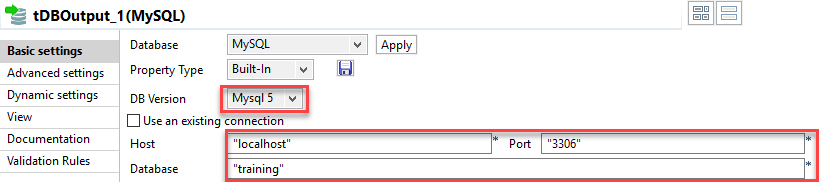 tDBOutput_1(MySQL)
Basic settings
Advanced settings
Dynamic settings
View
Documentation
Validation Rules
Database MySQL Apply
Property Type Built-In
DB Version Mysql 5
Use an existing connection
Host "localhost" * Port "3306" *
Database "training" *